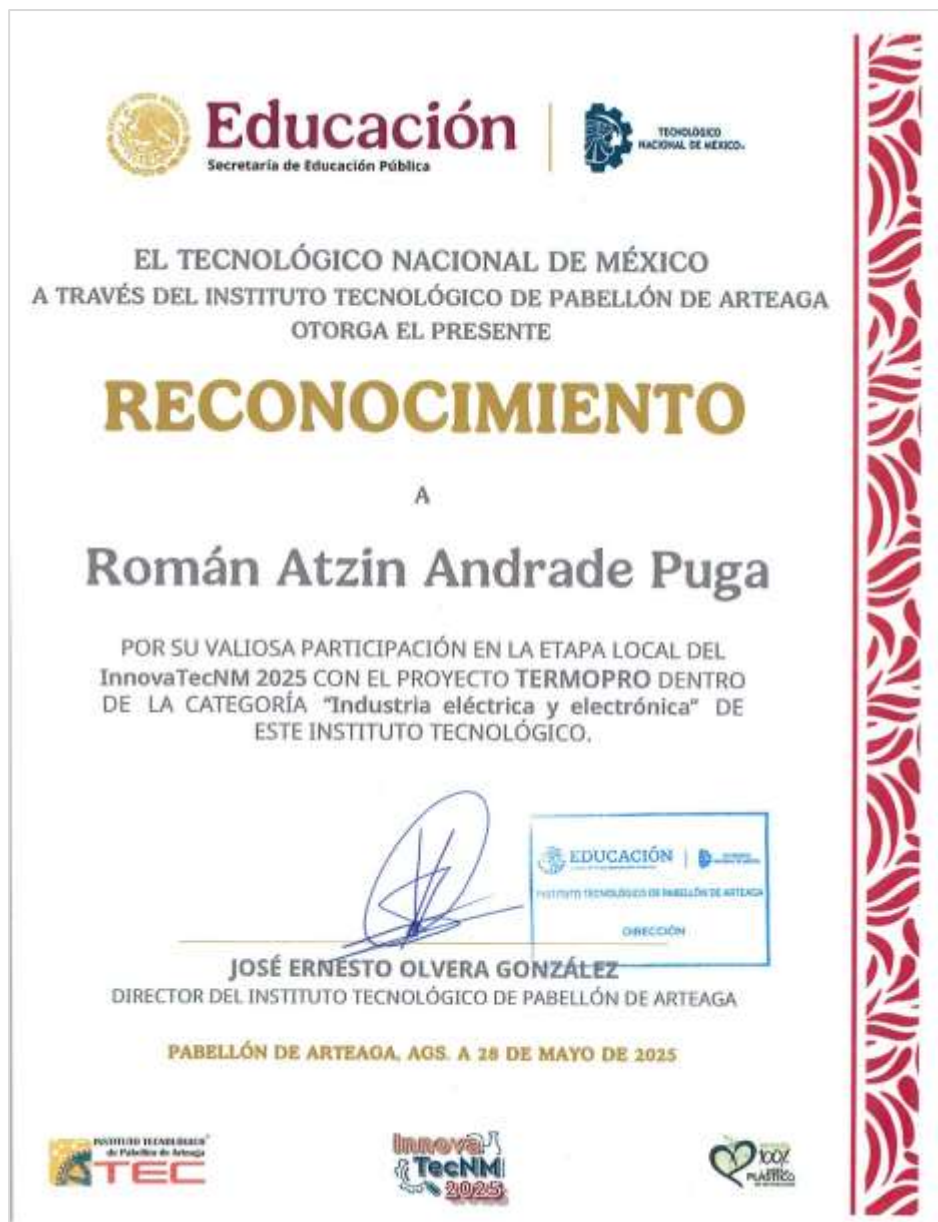 Educación
Secretaría de Educación Pública
TECNOLÓGICO
NACIONAL DE MÉXICO®
EL TECNOLÓGICO NACIONAL DE MÉXICO
A TRAVÉS DEL INSTITUTO TECNOLÓGICO DE PABELLÓN DE ARTEAGA
OTORGA EL PRESENTE
RECONOCIMIENTO
A
Román Atzin Andrade Puga
POR SU VALIOSA PARTICIPACIÓN EN LA ETAPA LOCAL DEL
InnovaTecNM 2025 CON EL PROYECTO TERMOPRO DENTRO
DE LA CATEGORÍA "Industria eléctrica y electrónica" DE
ESTE INSTITUTO TECNOLÓGICO.
EDUCACIÓN
INSTITUTO TECNOLÓGICO DE PABELLÓN DE ARTEAGA
DIRECCIÓN
JOSÉ ERNESTO OLVERA GONZÁLEZ
DIRECTOR DEL INSTITUTO TECNOLÓGICO DE PABELLÓN DE ARTEAGA
PABELLÓN DE ARTEAGA, AGS. A 28 DE MAYO DE 2025
INSTITUTO TECNOLÓGICO®
de Pabellón de Arteaga
TEC
Innova
TecNM
2025
100%
PLÁSTICO